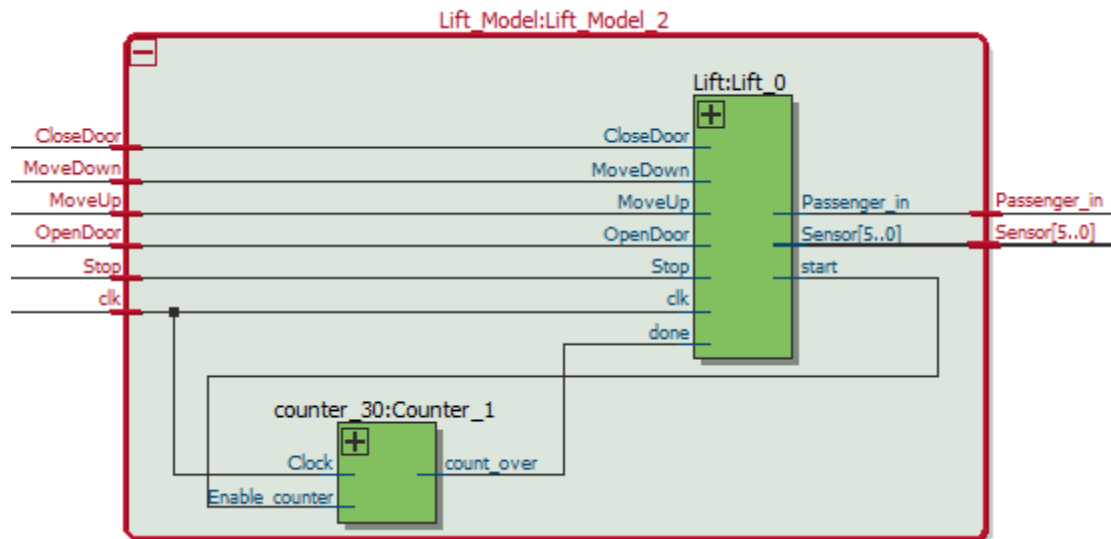 Lift_Model:Lift_Model_2
Lift:Lift_0
CloseDoor CloseDoor
MoveDown MoveDown
MoveUp MoveUp Passenger_in Passenger_in
OpenDoor OpenDoor Sensor[5..0] Sensor[5..0]
Stop Stop start
clk clk
done
counter_30:Counter_1
Clock count_over
Enable_counter